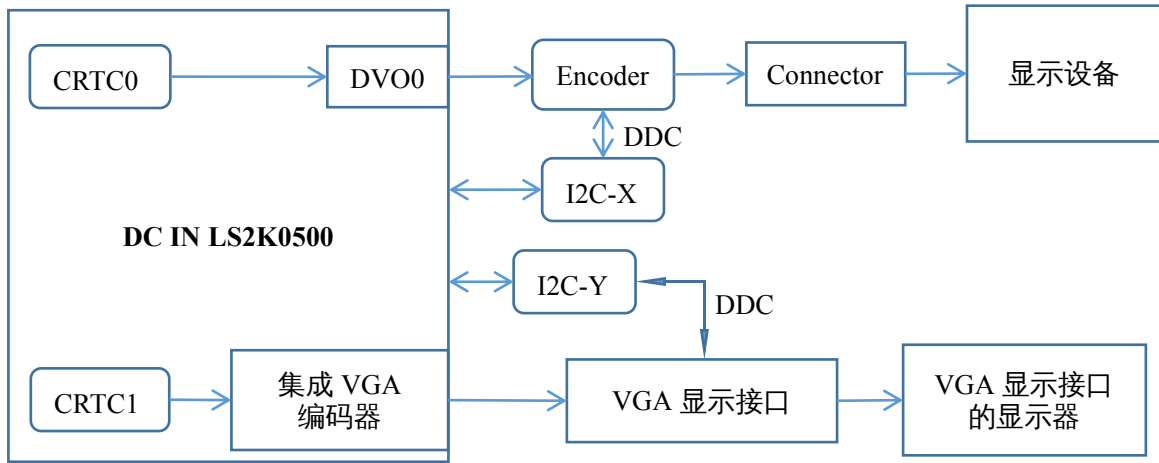 CRTC0
DVO0
Encoder
Connector
显示设备
DDC
I2C-X
DC IN LS2K0500
I2C-Y
DDC
CRTC1
集成 VGA
编码器
VGA 显示接口
VGA 显示接口
的显示器